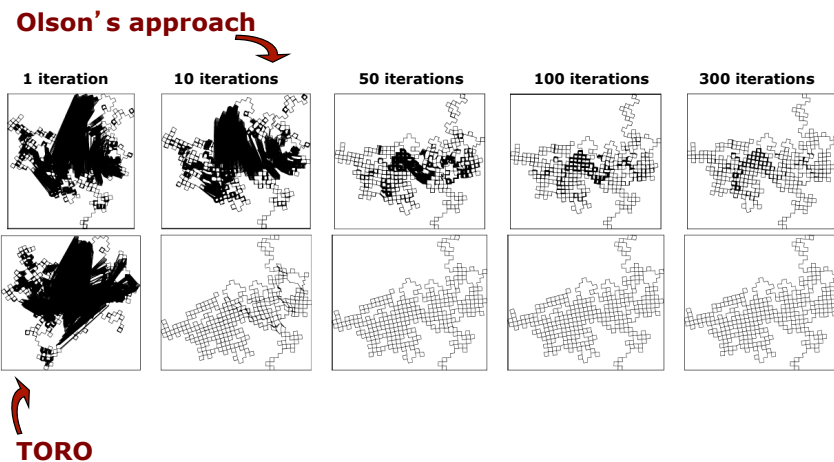 Olson's approach
1 iteration
10 iterations
50 iterations
100 iterations
300 iterations
TORO